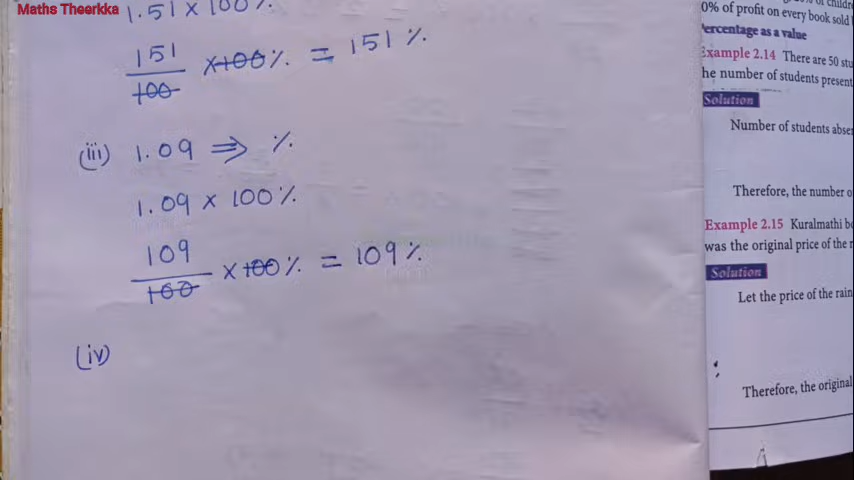 Maths Theerkka
1.51 × 100%
151/100 × 100% = 151%
(iii) 1.09 ⇒ %
1.09 × 100%
109/100 × 100% = 109%
(iv)
0% of profit on every book sold
Percentage as a value
Example 2.14 There are 50 stu
he number of students present
Solution
Number of students abse
Therefore, the number o
Example 2.15 Kuralmathi b
was the original price of the r
Solution
Let the price of the rain
Therefore, the original